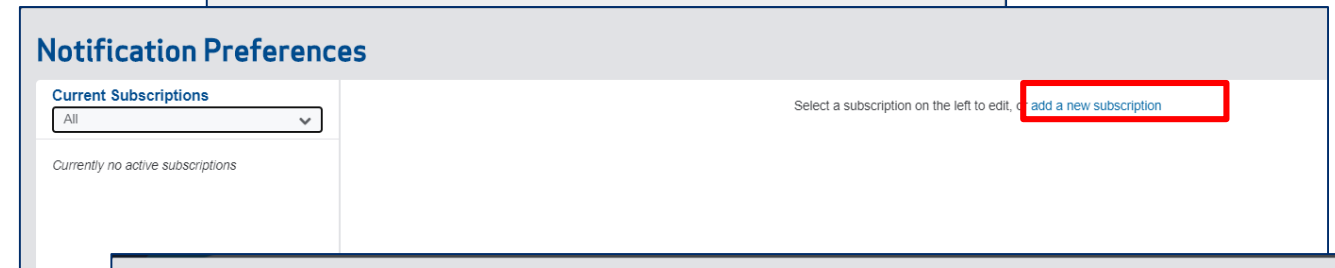 Notification Preferences
Current Subscriptions
All
Select a subscription on the left to edit, or add a new subscription
Currently no active subscriptions